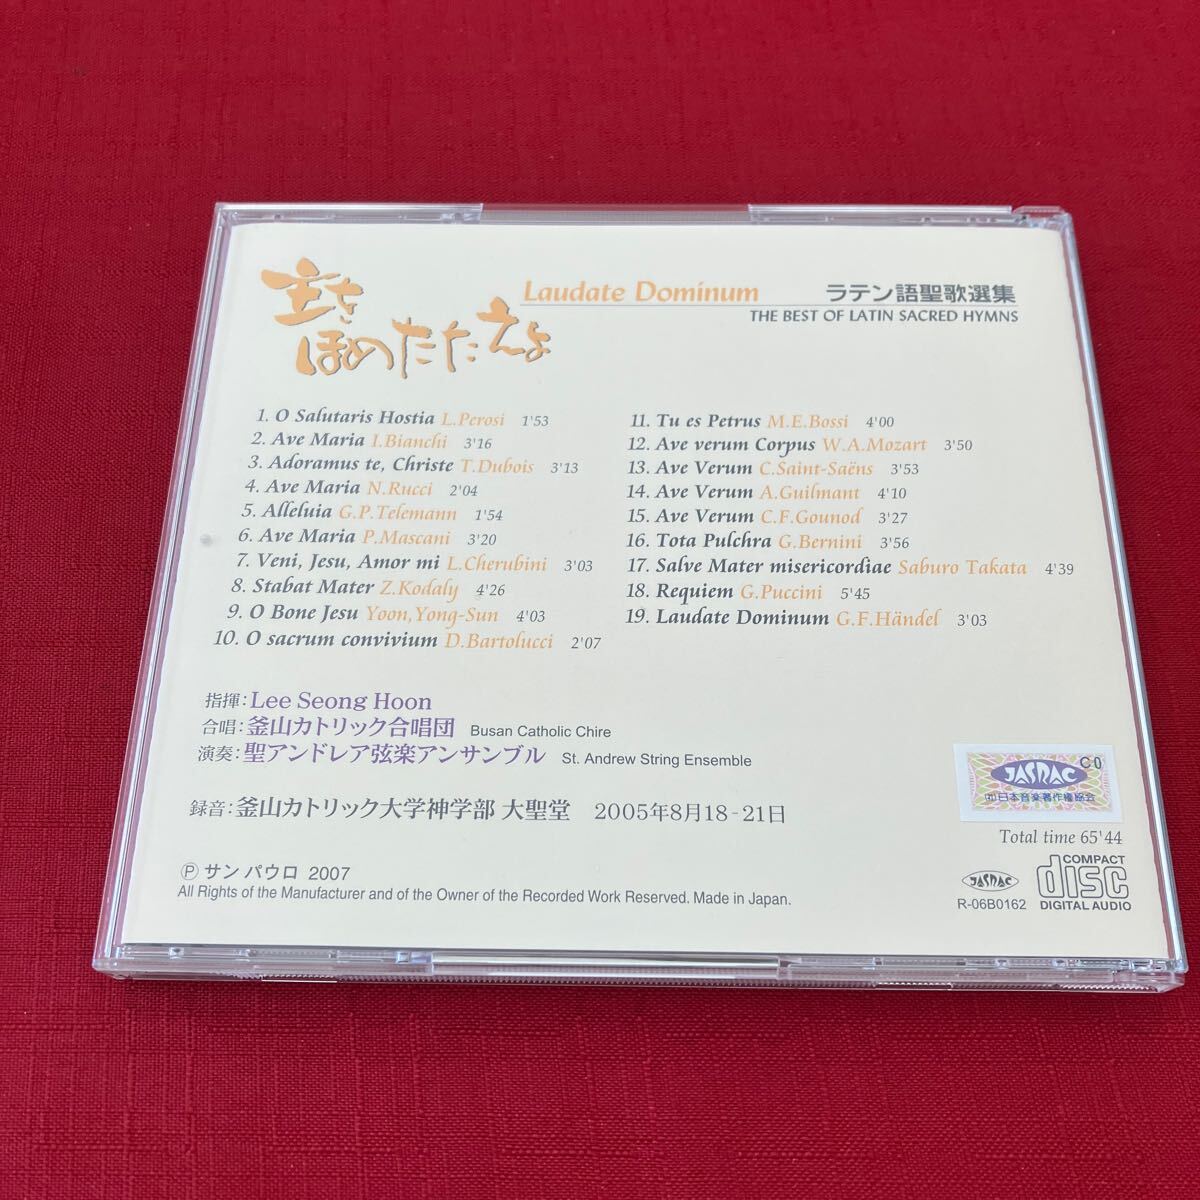 主を
ほめたたえよ
Laudate Dominum ラテン語聖歌選集
THE BEST OF LATIN SACRED HYMNS
1. O Salutaris Hostia L.Perosi 1'53
2. Ave Maria I.Bianchi 3'16
3. Adoramus te, Christe T.Dubois 3'13
4. Ave Maria N.Rucci 2'04
5. Alleluia G.P.Telemann 1'54
6. Ave Maria P.Mascani 3'20
7. Veni, Jesu, Amor mi L.Cherubini 3'03
8. Stabat Mater Z.Kodaly 4'26
9. O Bone Jesu Yoon,Yong-Sun 4'03
10. O sacrum convivium D.Bartolucci 2'07
11. Tu es Petrus M.E.Bossi 4'00
12. Ave verum Corpus W.A.Mozart 3'50
13. Ave Verum C.Saint-Saëns 3'53
14. Ave Verum A.Guilmant 4'10
15. Ave Verum C.F.Gounod 3'27
16. Tota Pulchra G.Bernini 3'56
17. Salve Mater misericordiae Saburo Takata 4'39
18. Requiem G.Puccini 5'45
19. Laudate Dominum G.F.Händel 3'03
指揮:Lee Seong Hoon
合唱:釜山カトリック合唱団 Busan Catholic Chire
演奏:聖アンドレア弦楽アンサンブル St. Andrew String Ensemble
録音:釜山カトリック大学神学部 大聖堂 2005年8月18-21日
℗ サン パウロ 2007
All Rights of the Manufacturer and of the Owner of the Recorded Work Reserved. Made in Japan.
JASRAC C0
(社)日本音楽著作権協会
Total time 65'44
JASRAC
R-06B0162
COMPACT
disc
DIGITAL AUDIO